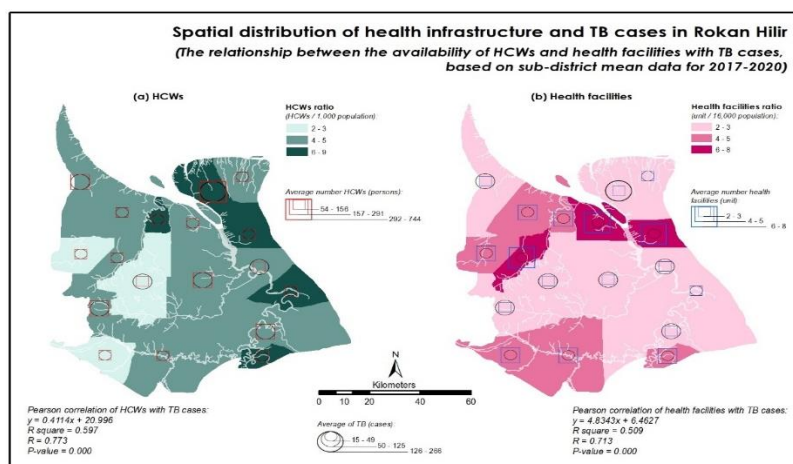 Spatial distribution of health infrastructure and TB cases in Rokan Hilir
(The relationship between the availability of HCWs and health facilities with TB cases,
based on sub-district mean data for 2017-2020)
(a) HCWs
HCWs ratio
(HCWs / 1,000 population)
2 - 3
4 - 5
6 - 9
Average number HCWs (persons):
54 - 156
157 - 291
292 - 744
(b) Health facilities
Health facilities ratio
(unit / 16,000 population):
2 - 3
4 - 5
6 - 8
Average number health
facilities (unit)
2 - 3
4 - 5
6 - 8
N
Kilometers
0 5 10 20 30 40 60
Average of TB (cases)
15 - 49
50 - 125
126 - 266
Pearson correlation of HCWs with TB cases:
y = 0.4114x + 20.996
R square = 0.597
R = 0.773
P-value = 0.000
Pearson correlation of health facilities with TB cases:
y = 4.8343x + 6.4627
R square = 0.509
R = 0.713
P-value = 0.000